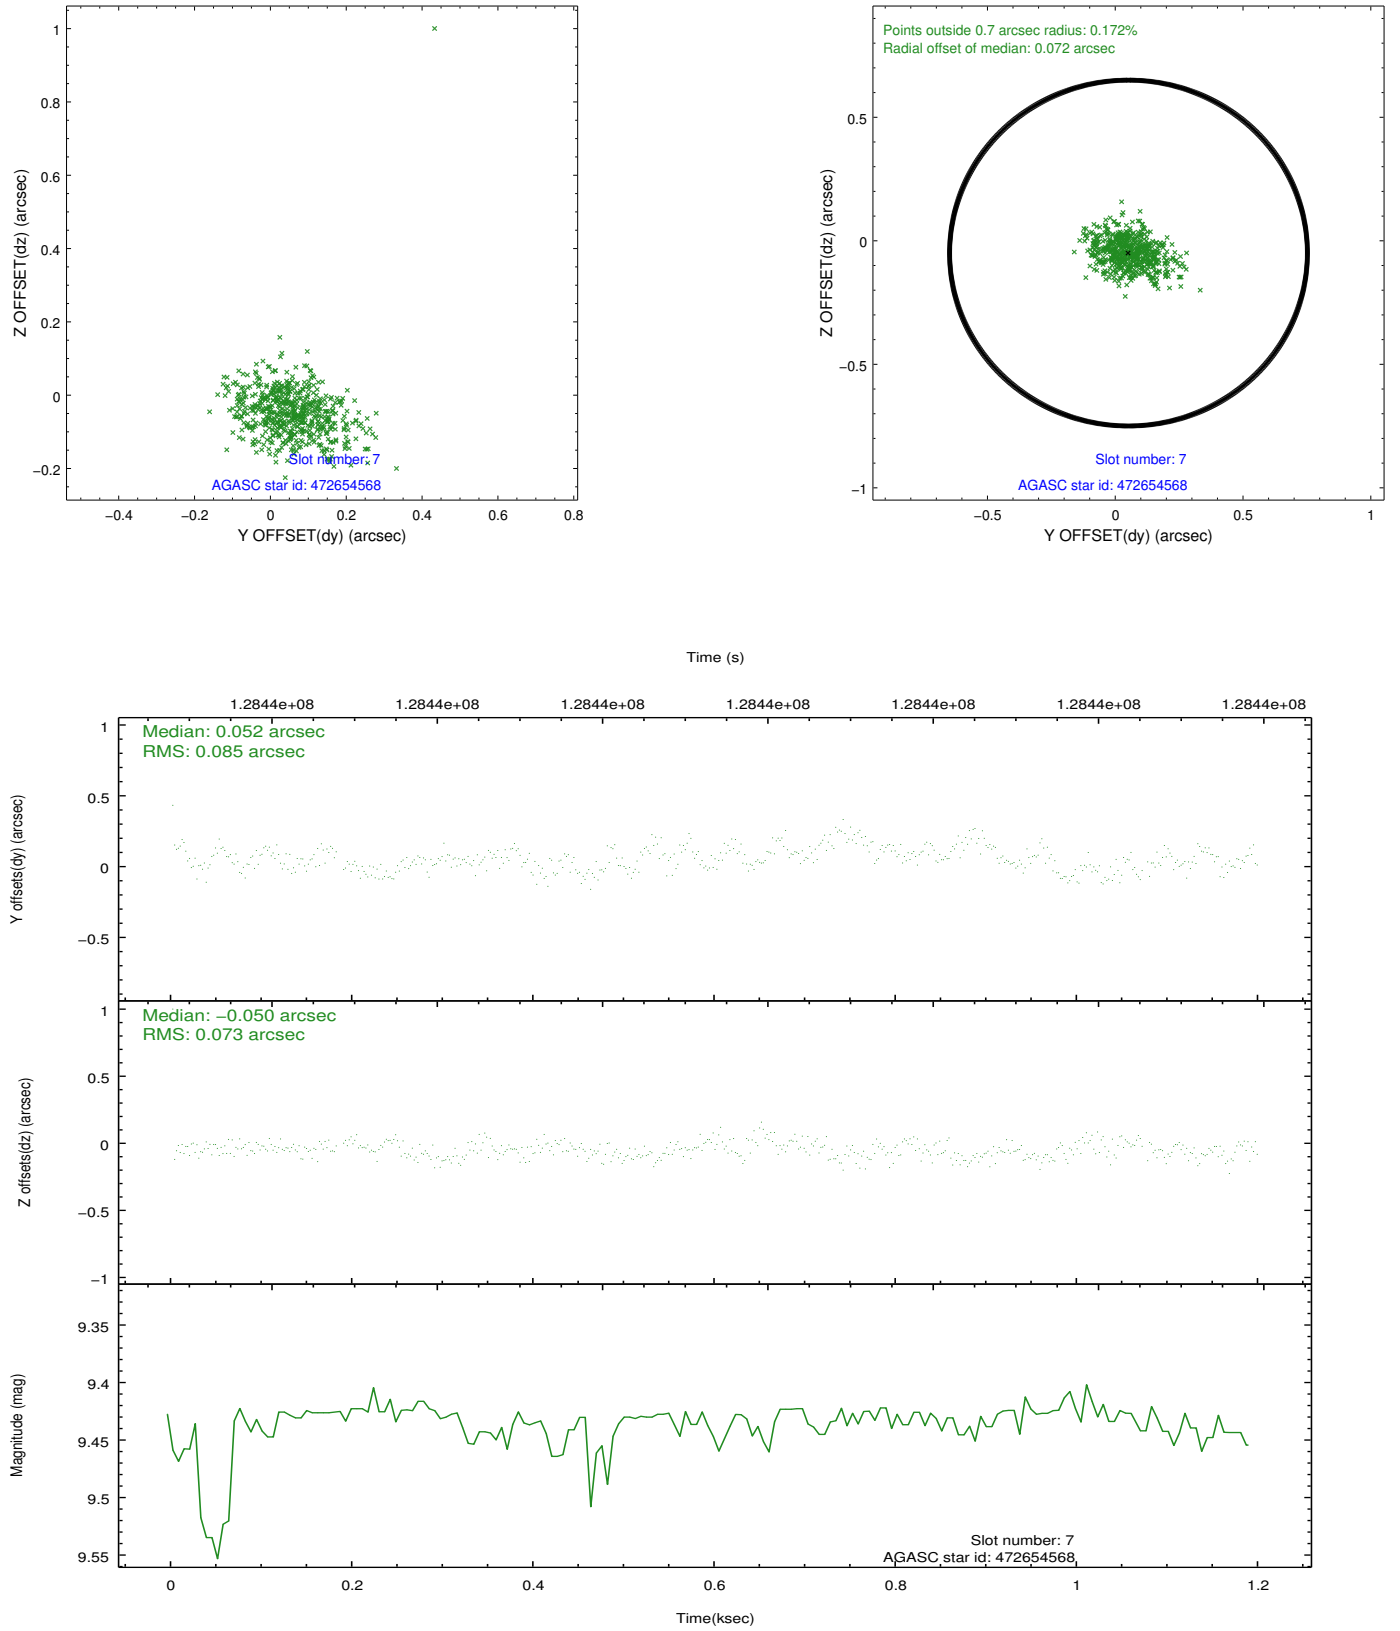 1
0.8
0.6
0.4
0.2
0
−0.2
Z OFFSET(dz) (arcsec)
Slot number: 7
AGASC star id: 472654568
−0.4 −0.2 0 0.2 0.4 0.6 0.8
Y OFFSET(dy) (arcsec)
Points outside 0.7 arcsec radius: 0.172%
Radial offset of median: 0.072 arcsec
0.5
0
−0.5
−1
Z OFFSET(dz) (arcsec)
Slot number: 7
AGASC star id: 472654568
−0.5 0 0.5 1
Y OFFSET(dy) (arcsec)
Time (s)
1.2844e+08 1.2844e+08 1.2844e+08 1.2844e+08 1.2844e+08 1.2844e+08 1.2844e+08
Median: 0.052 arcsec
RMS: 0.085 arcsec
1
0.5
0
−0.5
Y offsets(dy) (arcsec)
Median: −0.050 arcsec
RMS: 0.073 arcsec
1
0.5
0
−0.5
−1
Z offsets(dz) (arcsec)
9.35
9.4
9.45
9.5
9.55
Magnitude (mag)
Slot number: 7
AGASC star id: 472654568
0 0.2 0.4 0.6 0.8 1 1.2
Time(ksec)